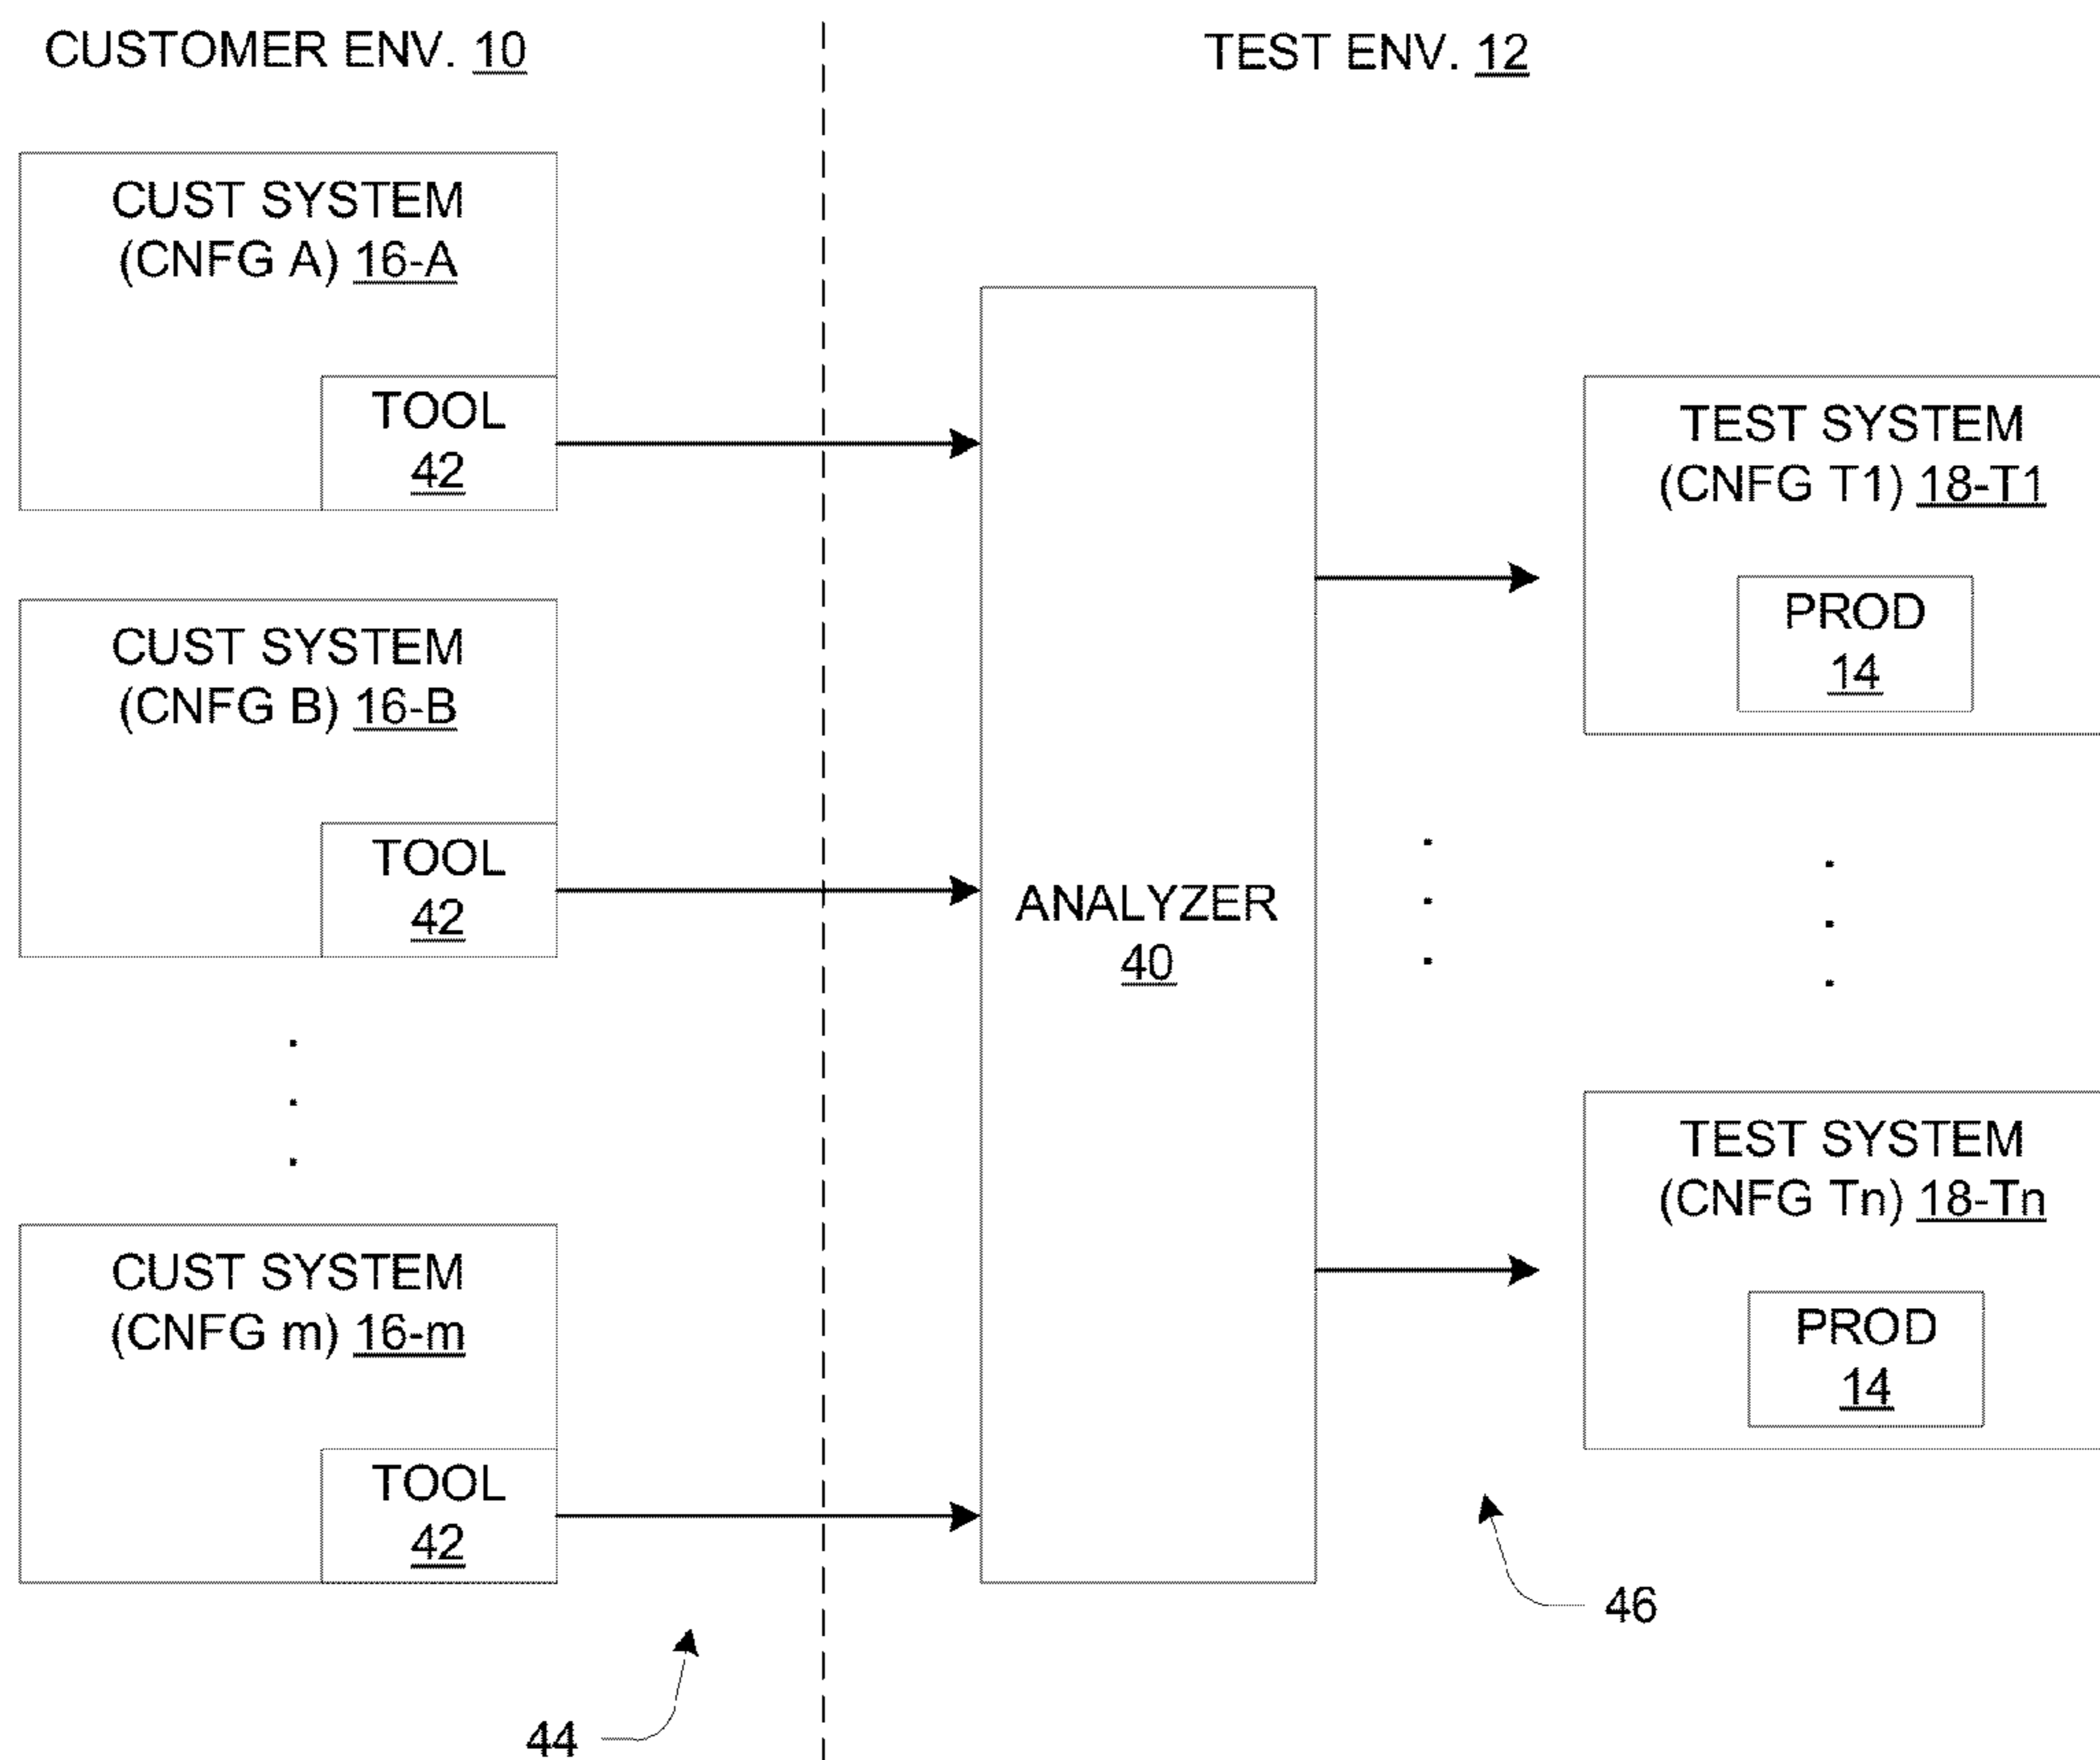 CUSTOMER ENV. 10
TEST ENV. 12
CUST SYSTEM
(CNFG A) 16-A
TOOL
42
CUST SYSTEM
(CNFG B) 16-B
TOOL
42
CUST SYSTEM
(CNFG m) 16-m
TOOL
42
44
ANALYZER
40
TEST SYSTEM
(CNFG T1) 18-T1
PROD
14
TEST SYSTEM
(CNFG Tn) 18-Tn
PROD
14
46